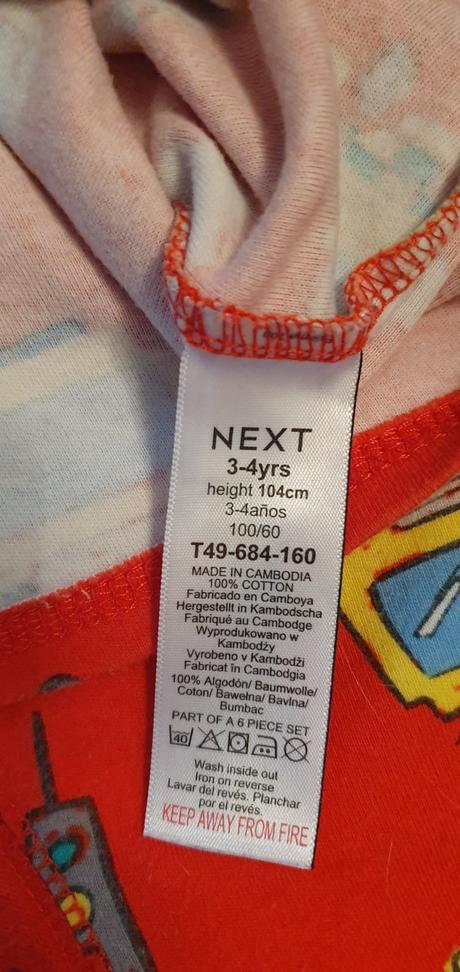 NEXT
3-4yrs
height 104cm
3-4años
100/60
T49-684-160
MADE IN CAMBODIA
100% COTTON
Fabricado en Camboya
Hergestellt in Kambodscha
Fabriqué au Cambodge
Wyprodukowano w
Kambodży
Vyrobeno v Kambodži
Fabricat în Cambodgia
100% Algodón/ Baumwolle/
Coton/ Bawełna/ Bavlna/
Bumbac
PART OF A 6 PIECE SET
40
Wash inside out
Iron on reverse
Lavar del revés. Planchar
por el revés.
KEEP AWAY FROM FIRE